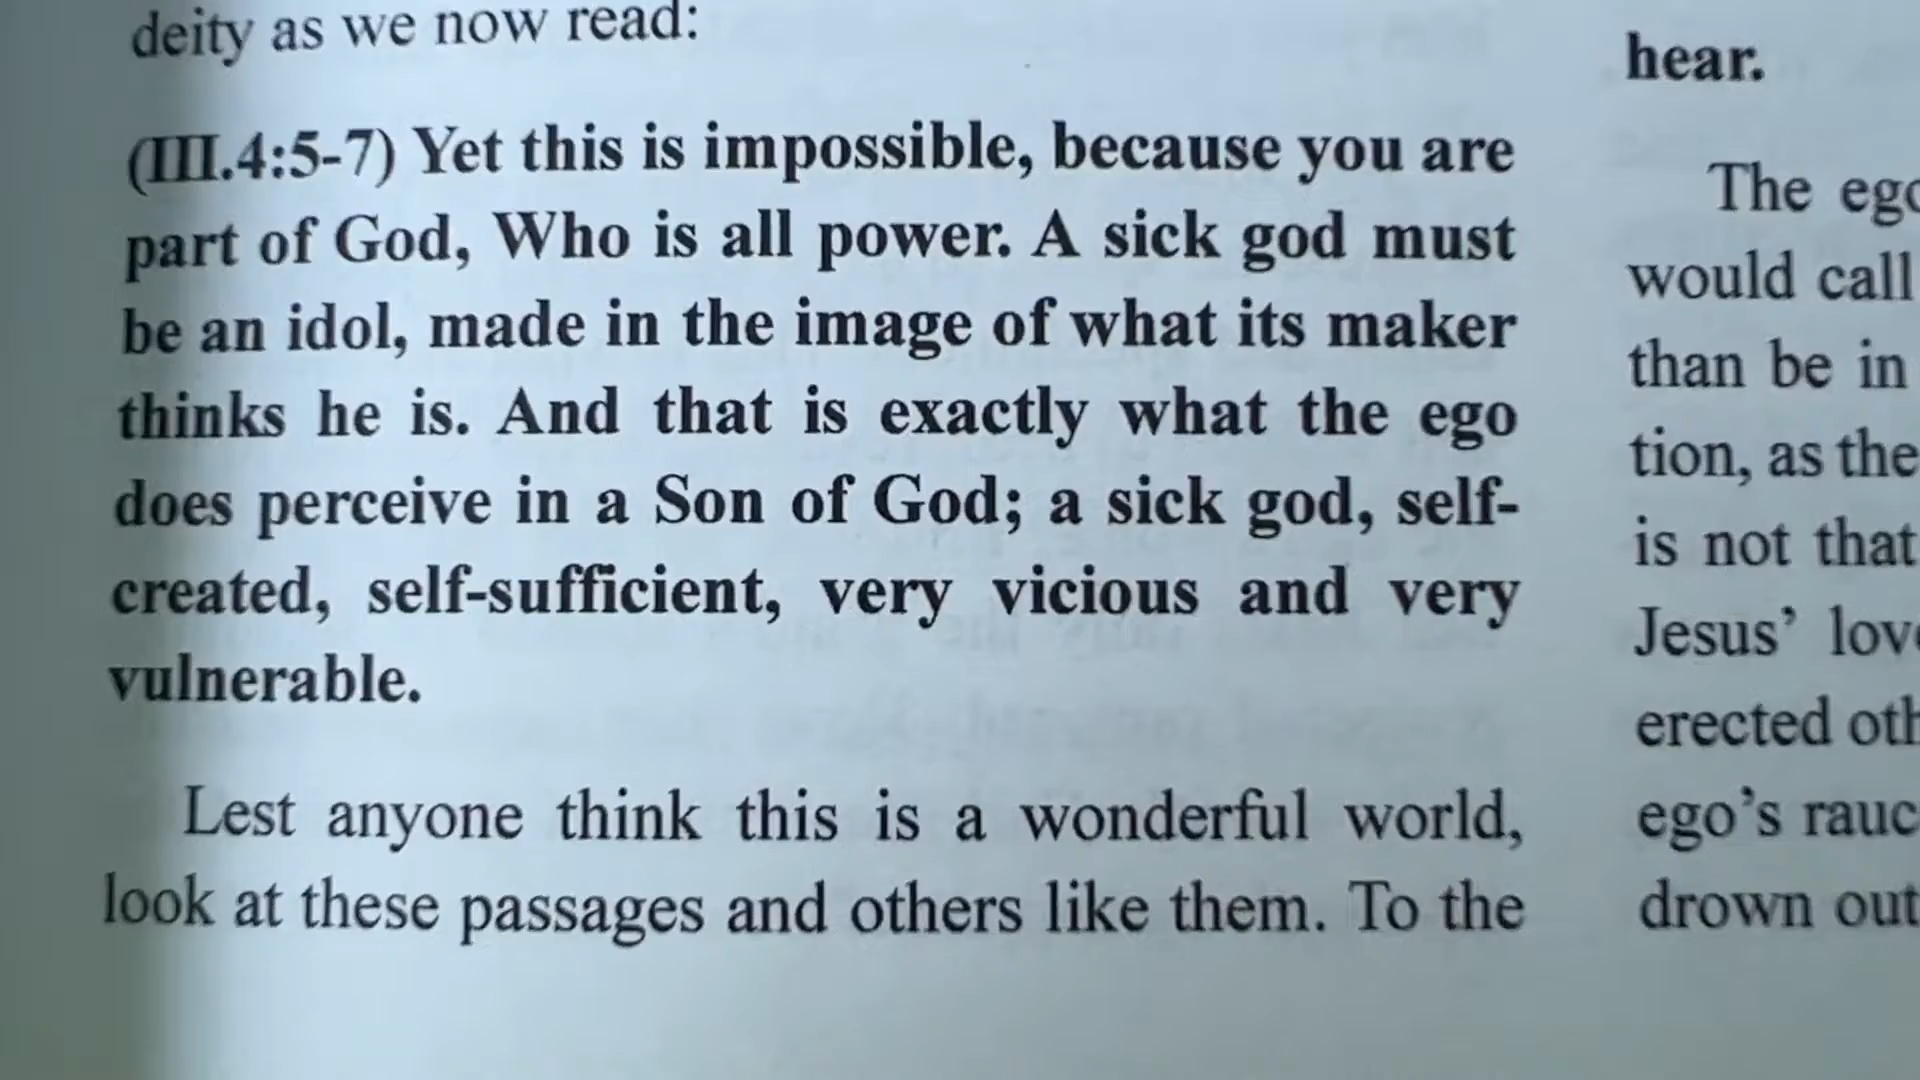 deity as we now read:
(III.4:5-7) Yet this is impossible, because you are
part of God, Who is all power. A sick god must
be an idol, made in the image of what its maker
thinks he is. And that is exactly what the ego
does perceive in a Son of God; a sick god, self-
created, self-sufficient, very vicious and very
vulnerable.
Lest anyone think this is a wonderful world,
look at these passages and others like them. To the
hear.
The
would call
than be in
tion, as the
is not that
Jesus’
erected
ego’s
drown out